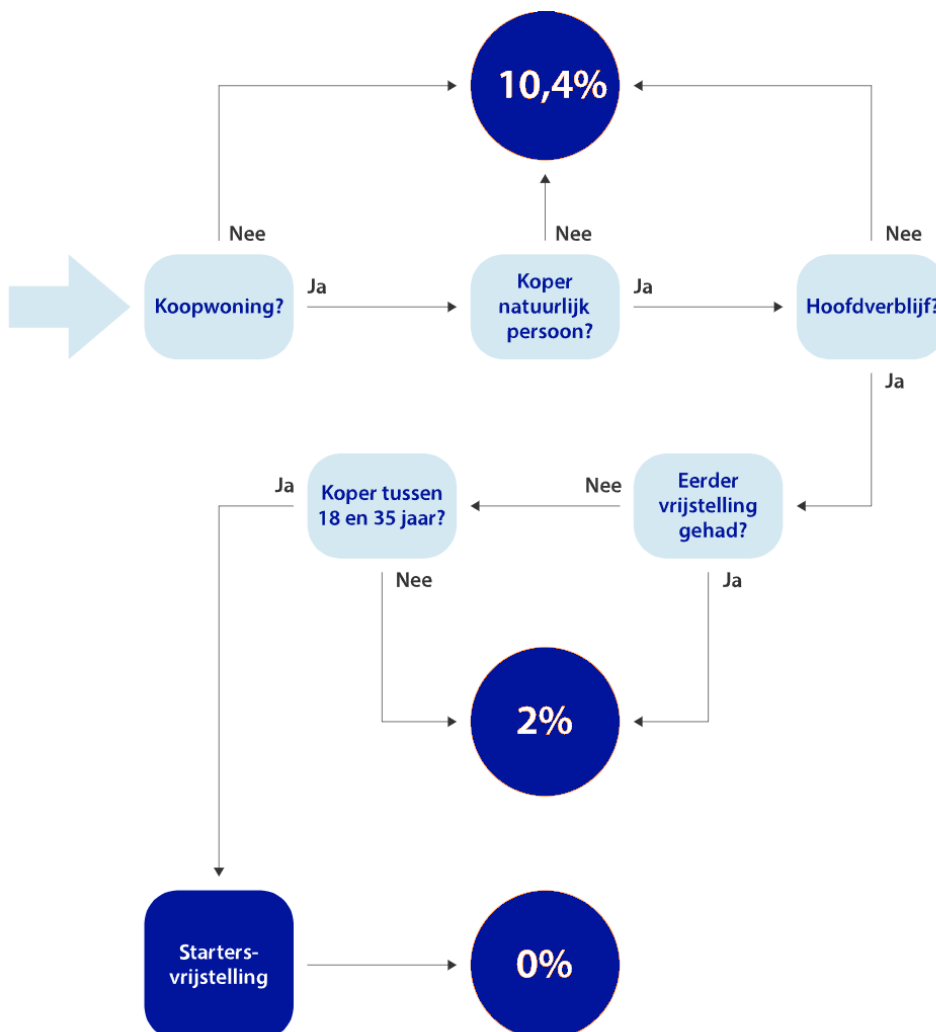 10,4%
Nee
Nee
Nee
Koopwoning?
Ja
Koper
natuurlijk
persoon?
Ja
Hoofdverblijf?
Ja
Ja
Koper tussen
18 en 35 jaar?
Nee
Eerder
vrijstelling
gehad?
Nee
Ja
2%
Starters-
vrijstelling
0%